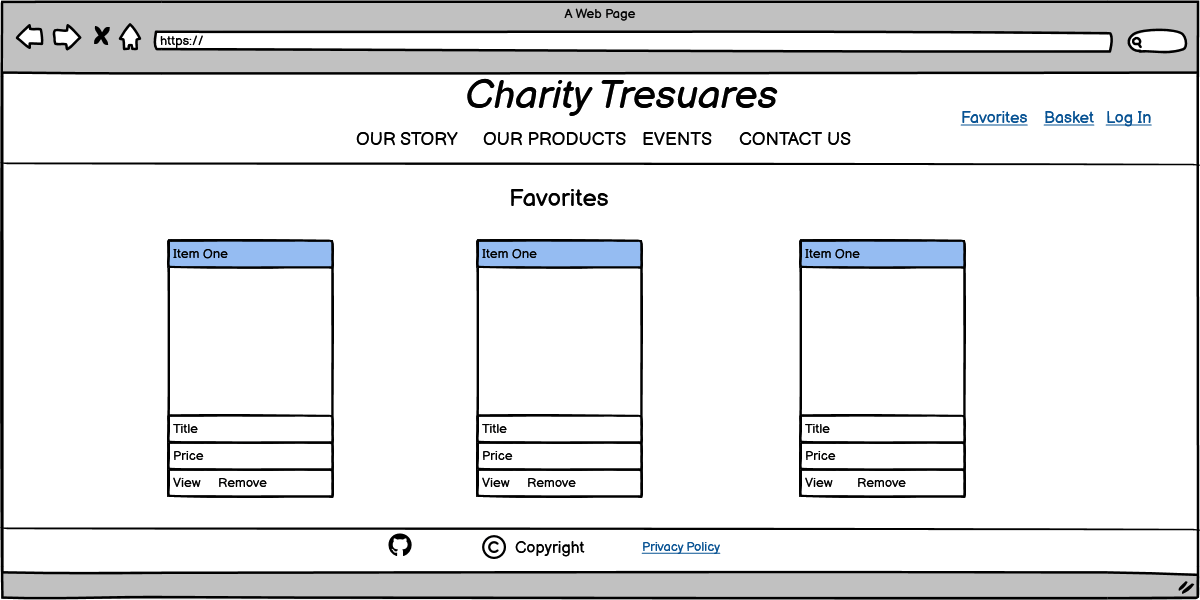 A Web Page
https://
Charity Tresuares
Favorites Basket Log In
OUR STORY OUR PRODUCTS EVENTS CONTACT US
Favorites
Item One Item One Item One
Title Title Title
Price Price Price
View Remove View Remove View Remove
© Copyright Privacy Policy